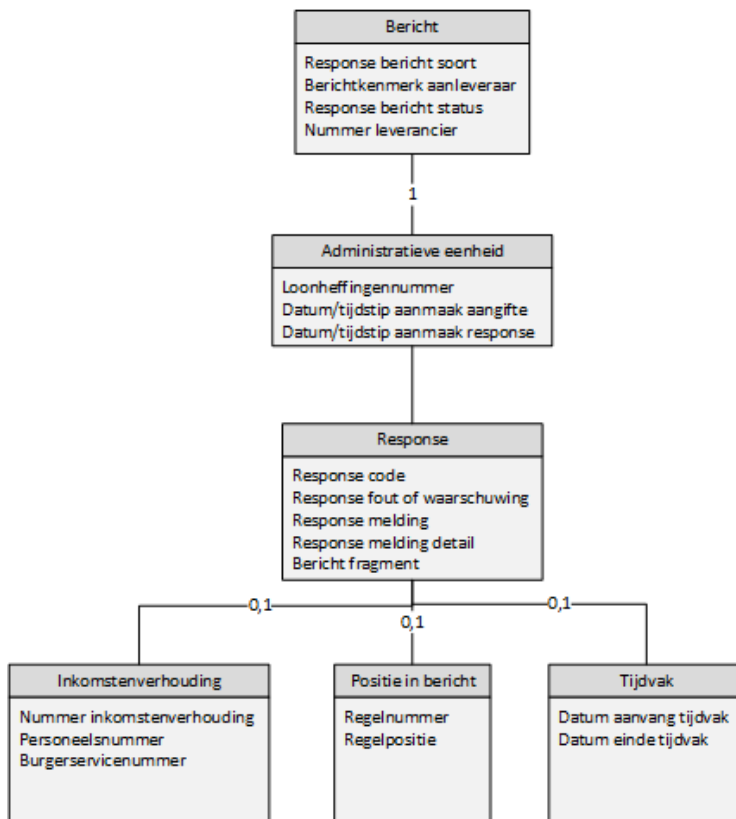 Bericht
Response bericht soort
Berichtkenmerk aanleveraar
Response bericht status
Nummer leverancier
1
Administratieve eenheid
Loonheffingennummer
Datum/tijdstip aanmaak aangifte
Datum/tijdstip aanmaak response
Response
Response code
Response fout of waarschuwing
Response melding
Response melding detail
Bericht fragment
0,1
0,1
0,1
Inkomstenverhouding
Nummer inkomstenverhouding
Personeelsnummer
Burgerservicenummer
Positie in bericht
Regelnummer
Regelpositie
Tijdvak
Datum aanvang tijdvak
Datum einde tijdvak